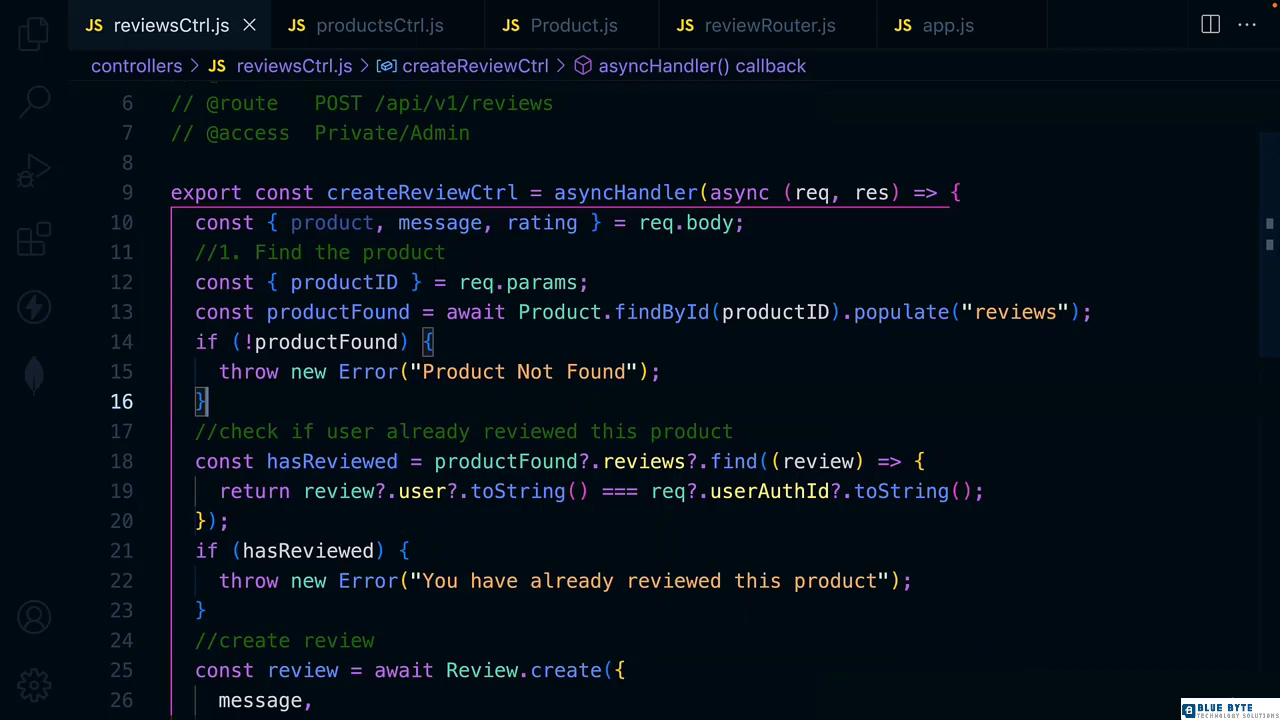 JS reviewsCtrl.js × JS productsCtrl.js JS Product.js JS reviewRouter.js JS app.js ···
controllers > JS reviewsCtrl.js > createReviewCtrl > asyncHandler() callback
6 // @route   POST /api/v1/reviews
7 // @access  Private/Admin
8
9 export const createReviewCtrl = asyncHandler(async (req, res) => {
10   const { product, message, rating } = req.body;
11   //1. Find the product
12   const { productID } = req.params;
13   const productFound = await Product.findById(productID).populate("reviews");
14   if (!productFound) {
15     throw new Error("Product Not Found");
16   }
17   //check if user already reviewed this product
18   const hasReviewed = productFound?.reviews?.find((review) => {
19     return review?.user?.toString() === req?.userAuthId?.toString();
20   });
21   if (hasReviewed) {
22     throw new Error("You have already reviewed this product");
23   }
24   //create review
25   const review = await Review.create({
26     message,
BLUE BYTE
TECHNOLOGY SOLUTIONS